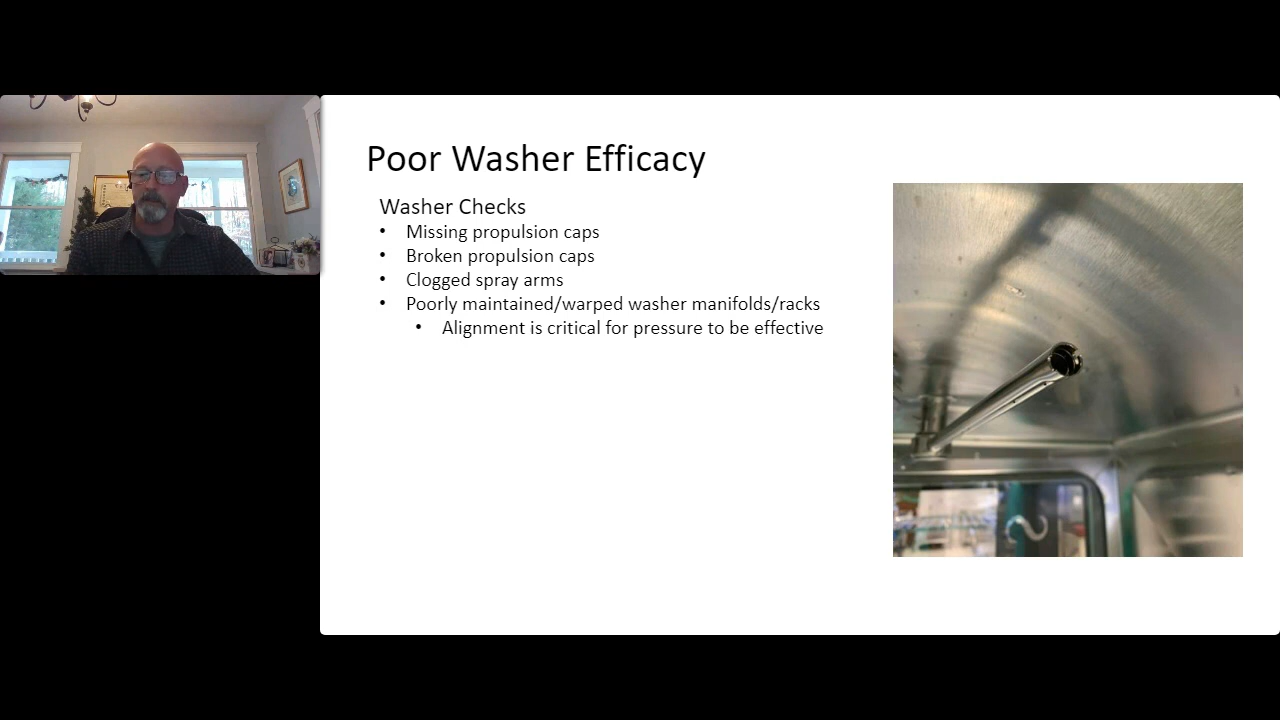 Poor Washer Efficacy
Washer Checks
• Missing propulsion caps
• Broken propulsion caps
• Clogged spray arms
• Poorly maintained/warped washer manifolds/racks
• Alignment is critical for pressure to be effective